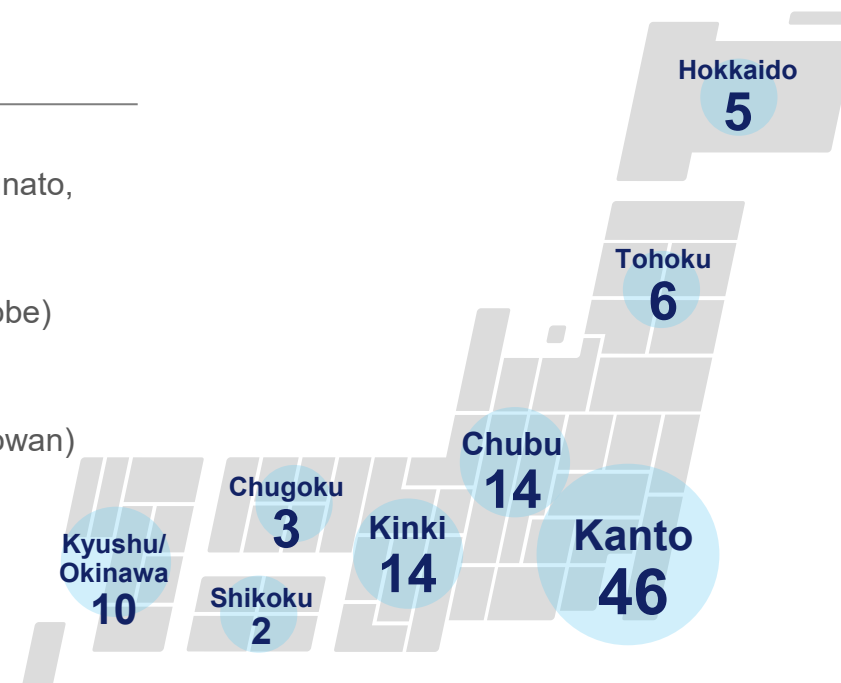 nato,
obe)
owan)
Hokkaido
5
Tohoku
6
Chubu
14
Kanto
46
Kinki
14
Chugoku
3
Shikoku
2
Kyushu/
Okinawa
10